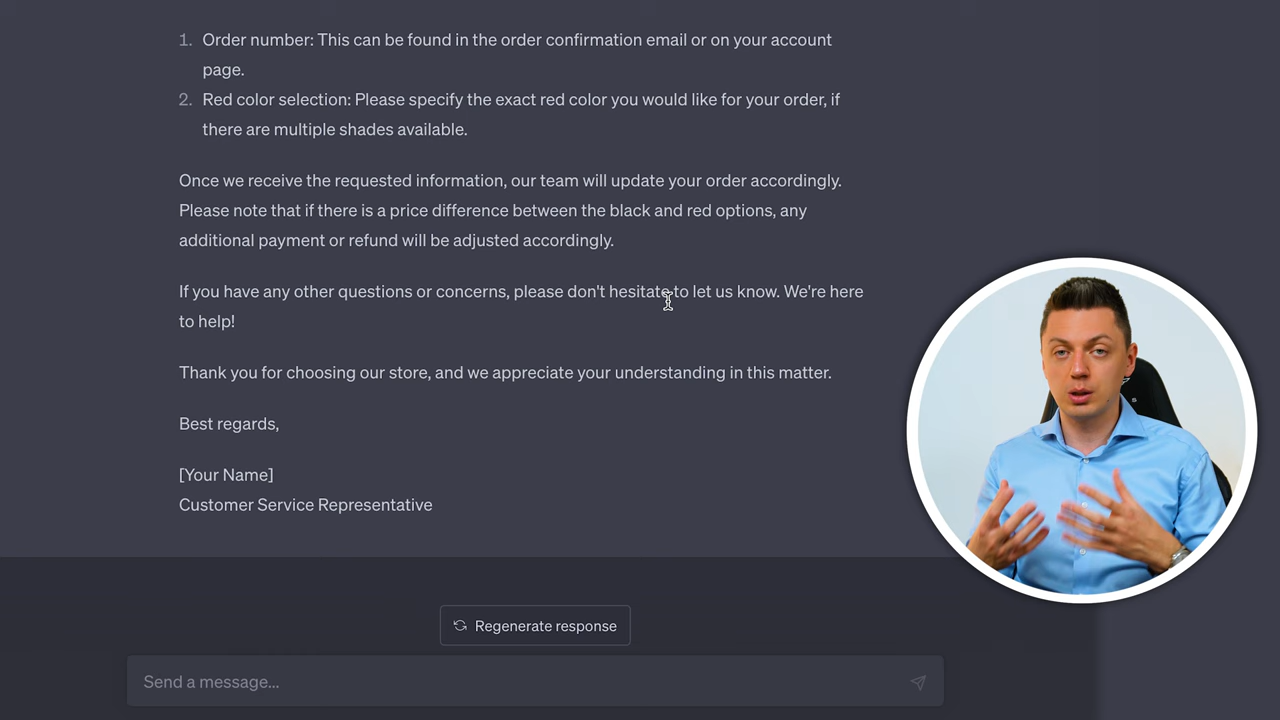 1. Order number: This can be found in the order confirmation email or on your account
page.
2. Red color selection: Please specify the exact red color you would like for your order, if
there are multiple shades available.
Once we receive the requested information, our team will update your order accordingly.
Please note that if there is a price difference between the black and red options, any
additional payment or refund will be adjusted accordingly.
If you have any other questions or concerns, please don't hesitate to let us know. We're here
to help!
Thank you for choosing our store, and we appreciate your understanding in this matter.
Best regards,
[Your Name]
Customer Service Representative
Regenerate response
Send a message...